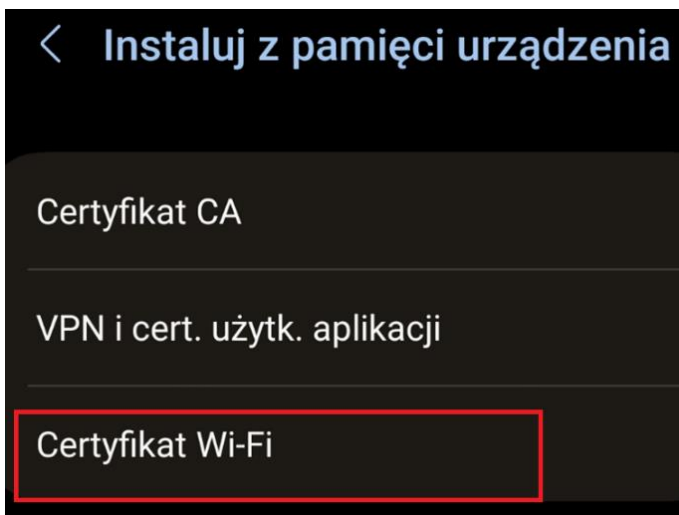 Instaluj z pamięci urządzenia
Certyfikat CA
VPN i cert. użytk. aplikacji
Certyfikat Wi-Fi